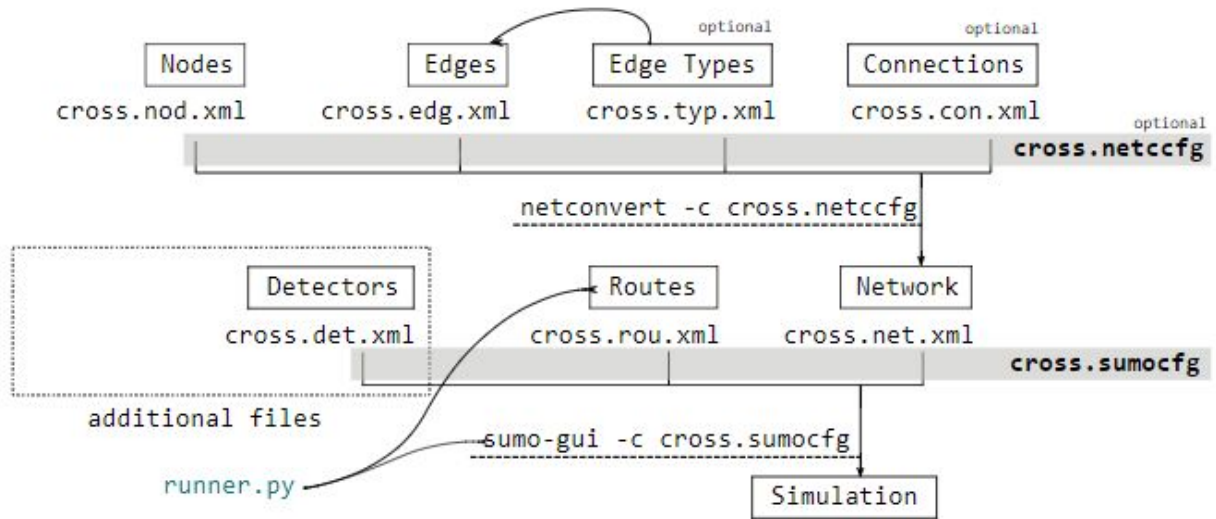 optional
optional
Nodes
Edges
Edge Types
Connections
cross.nod.xml
cross.edg.xml
cross.typ.xml
cross.con.xml
optional
cross.netccfg
netconvert -c cross.netccfg
Detectors
Routes
Network
cross.det.xml
cross.rou.xml
cross.net.xml
cross.sumocfg
additional files
sumo-gui -c cross.sumocfg
runner.py
Simulation